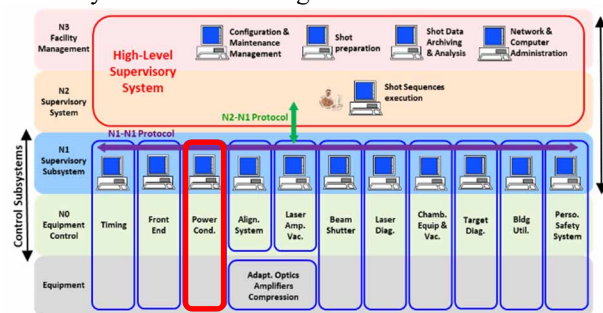 N3
Facility
Management
High-Level
Supervisory
System
Configuration &
Maintenance
Management
Shot
preparation
Shot Data
Archiving
& Analysis
Network &
Computer
Administration
N2
Supervisory
System
Shot Sequences
execution
N2-N1 Protocol
N1-N1 Protocol
Control Subsystems
N1
Supervisory
Subsystem
N0
Equipment
Control
Timing
Front
End
Power
Cond.
Align.
System
Laser
Amp.
Vac.
Beam
Shutter
Laser
Diag.
Chamb.
Equip &
Vac.
Target
Diag.
Bldg
Util.
Perso.
Safety
System
Equipment
Adapt. Optics
Amplifiers
Compression